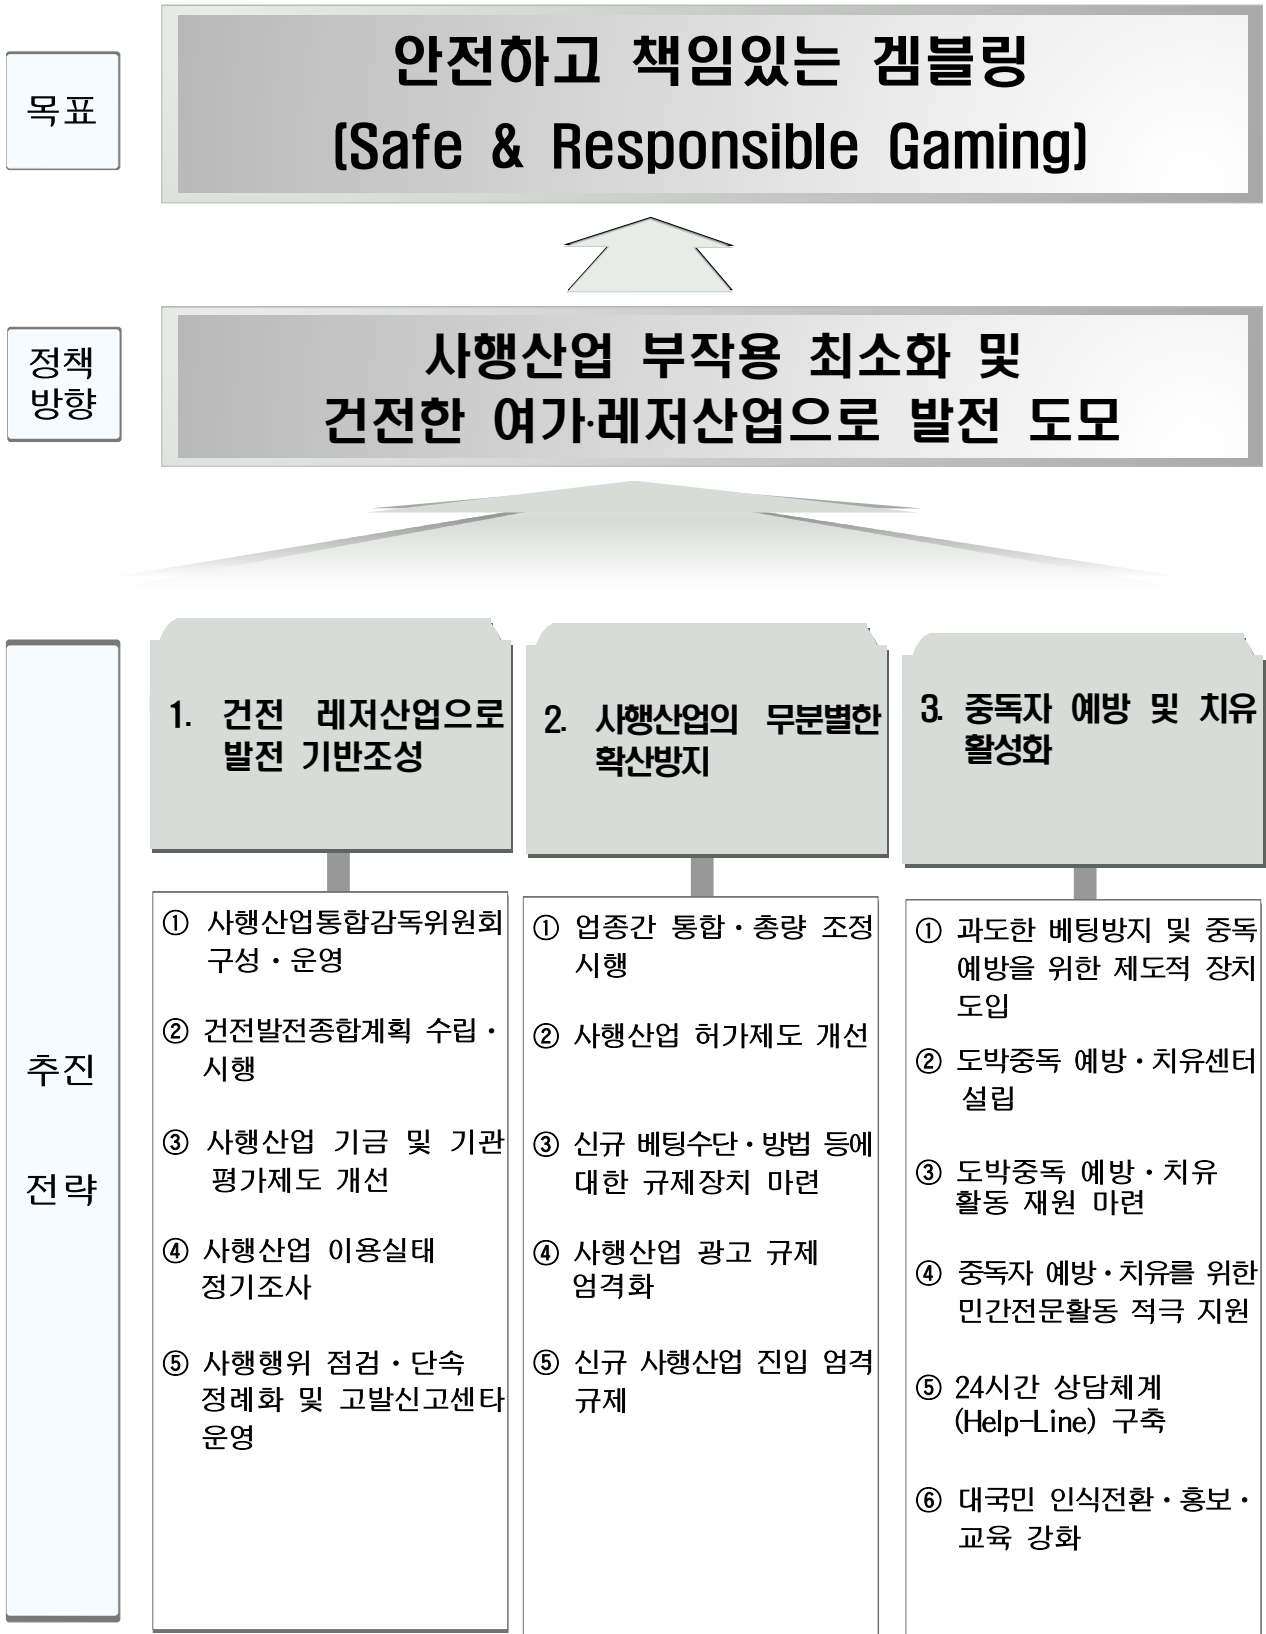 목표
안전하고 책임있는 겜블링
(Safe & Responsible Gaming)
정책
방향
사행산업 부작용 최소화 및
건전한 여가·레저산업으로 발전 도모
추진
전략
1. 건전 레저산업으로
발전 기반조성
① 사행산업통합감독위원회
구성·운영
② 건전발전종합계획 수립·
시행
③ 사행산업 기금 및 기관
평가제도 개선
④ 사행산업 이용실태
정기조사
⑤ 사행행위 점검·단속
정례화 및 고발신고센타
운영
2. 사행산업의 무분별한
확산방지
① 업종간 통합·총량 조정
시행
② 사행산업 허가제도 개선
③ 신규 베팅수단·방법 등에
대한 규제장치 마련
④ 사행산업 광고 규제
엄격화
⑤ 신규 사행산업 진입 엄격
규제
3. 중독자 예방 및 치유
활성화
① 과도한 베팅방지 및 중독
예방을 위한 제도적 장치
도입
② 도박중독 예방·치유센터
설립
③ 도박중독 예방·치유
활동 재원 마련
④ 중독자 예방·치유를 위한
민간전문활동 적극 지원
⑤ 24시간 상담체계
(Help-Line) 구축
⑥ 대국민 인식전환·홍보·
교육 강화